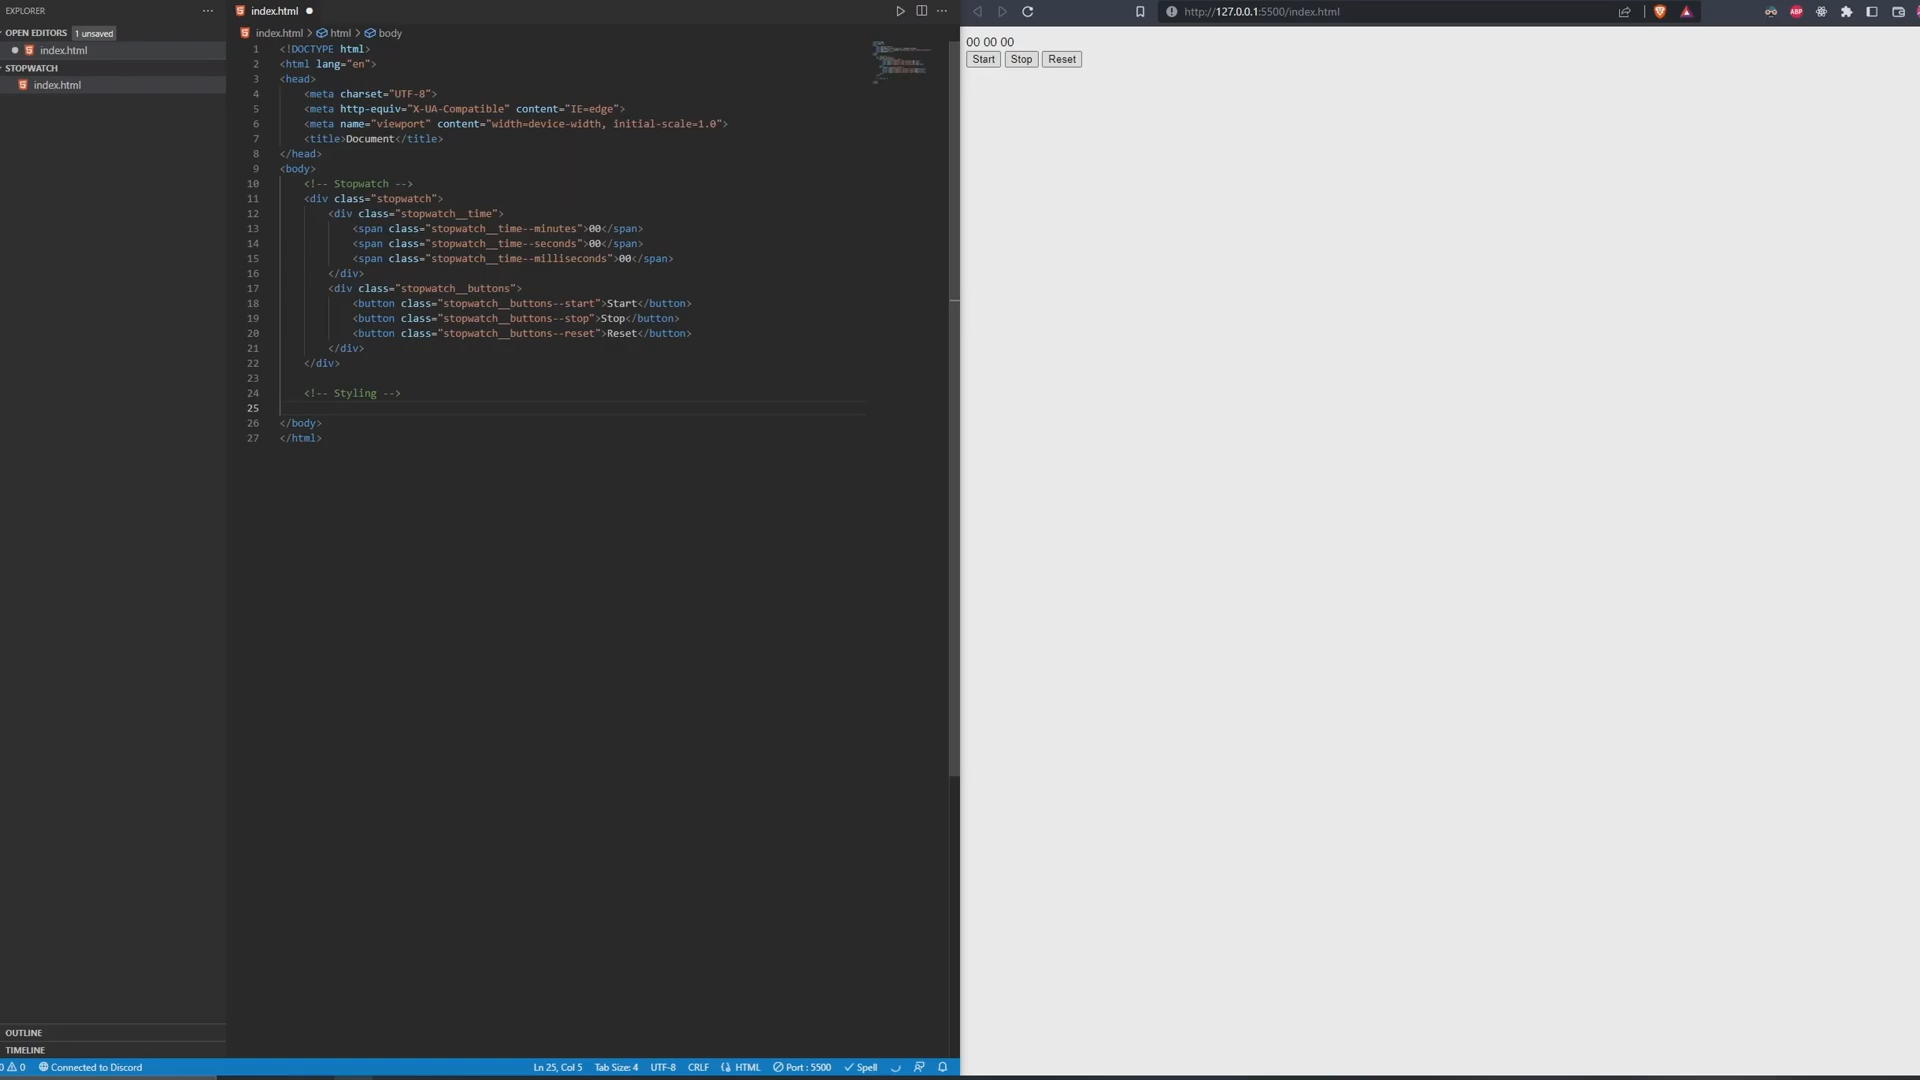 EXPLORER
OPEN EDITORS 1 unsaved
index.html
STOPWATCH
index.html
OUTLINE
TIMELINE
index.html
index.html > html > body
1 <!DOCTYPE html>
2 <html lang="en">
3 <head>
4 <meta charset="UTF-8">
5 <meta http-equiv="X-UA-Compatible" content="IE=edge">
6 <meta name="viewport" content="width=device-width, initial-scale=1.0">
7 <title>Document</title>
8 </head>
9 <body>
10 <!-- Stopwatch -->
11 <div class="stopwatch">
12 <div class="stopwatch__time">
13 <span class="stopwatch__time--minutes">00</span>
14 <span class="stopwatch__time--seconds">00</span>
15 <span class="stopwatch__time--milliseconds">00</span>
16 </div>
17 <div class="stopwatch__buttons">
18 <button class="stopwatch__buttons--start">Start</button>
19 <button class="stopwatch__buttons--stop">Stop</button>
20 <button class="stopwatch__buttons--reset">Reset</button>
21 </div>
22 </div>
23
24 <!-- Styling -->
25
26 </body>
27 </html>
0 0 Connected to Discord Ln 25, Col 5 Tab Size: 4 UTF-8 CRLF HTML Port : 5500 Spell
http://127.0.0.1:5500/index.html
ABP
00 00 00
Start Stop Reset